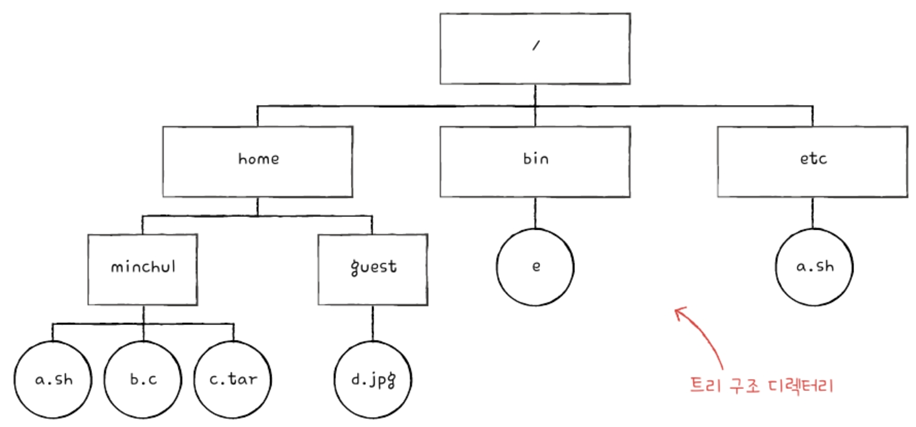 /
home
bin
etc
minchul
guest
e
a.sh
a.sh
b.c
c.tar
d.jpg
트리 구조 디렉터리